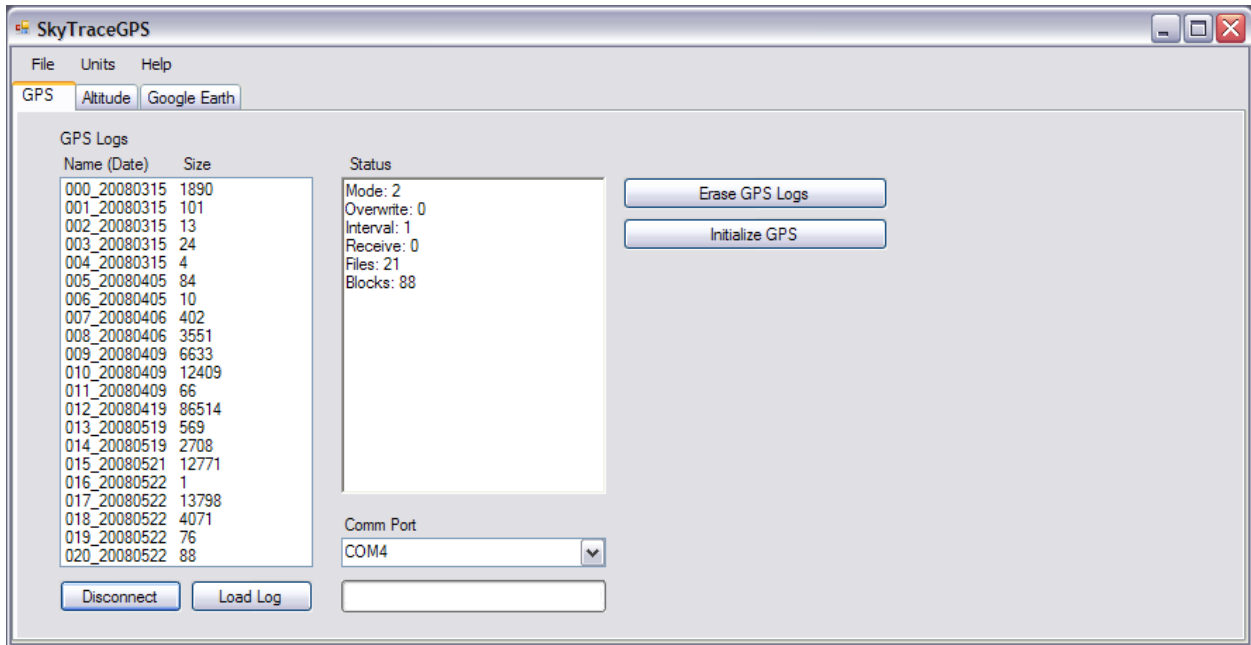 SkyTraceGPS
File Units Help
GPS Altitude Google Earth
GPS Logs
Name (Date) Size
000_20080315 1890
001_20080315 101
002_20080315 13
003_20080315 24
004_20080315 4
005_20080405 84
006_20080405 10
007_20080406 402
008_20080406 3551
009_20080409 6633
010_20080409 12409
011_20080409 66
012_20080419 86514
013_20080519 569
014_20080519 2708
015_20080521 12771
016_20080522 1
017_20080522 13798
018_20080522 4071
019_20080522 76
020_20080522 88
Disconnect Load Log
Status
Mode: 2
Overwrite: 0
Interval: 1
Receive: 0
Files: 21
Blocks: 88
Comm Port
COM4
Erase GPS Logs
Initialize GPS